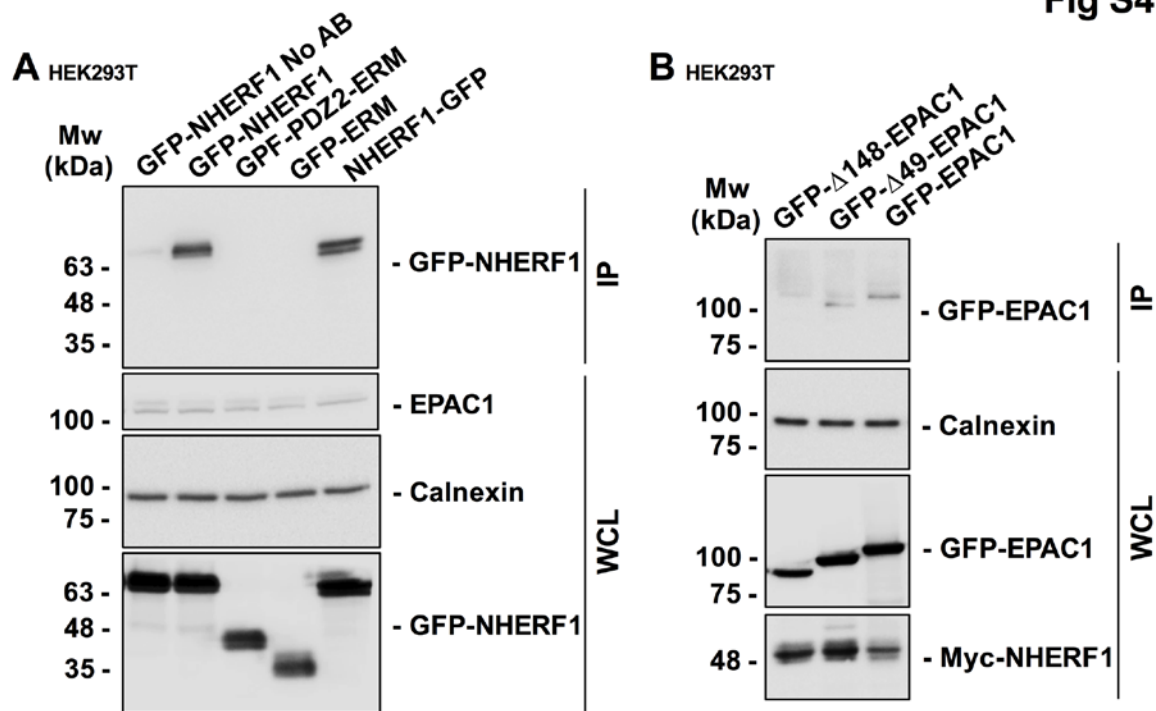 Fig S4
A HEK293T
Mw
(kDa)
GFP-NHERF1 No AB
GFP-NHERF1
GPF-PDZ2-ERM
GFP-ERM
NHERF1-GFP
63 -
48 -
35 -
- GFP-NHERF1
IP
100 -
- EPAC1
100 -
75 -
- Calnexin
63 -
48 -
35 -
- GFP-NHERF1
WCL
B HEK293T
Mw
(kDa)
GFP-Δ148-EPAC1
GFP-Δ49-EPAC1
GFP-EPAC1
100 -
75 -
- GFP-EPAC1
IP
100 -
75 -
- Calnexin
100 -
75 -
- GFP-EPAC1
48 -
- Myc-NHERF1
WCL